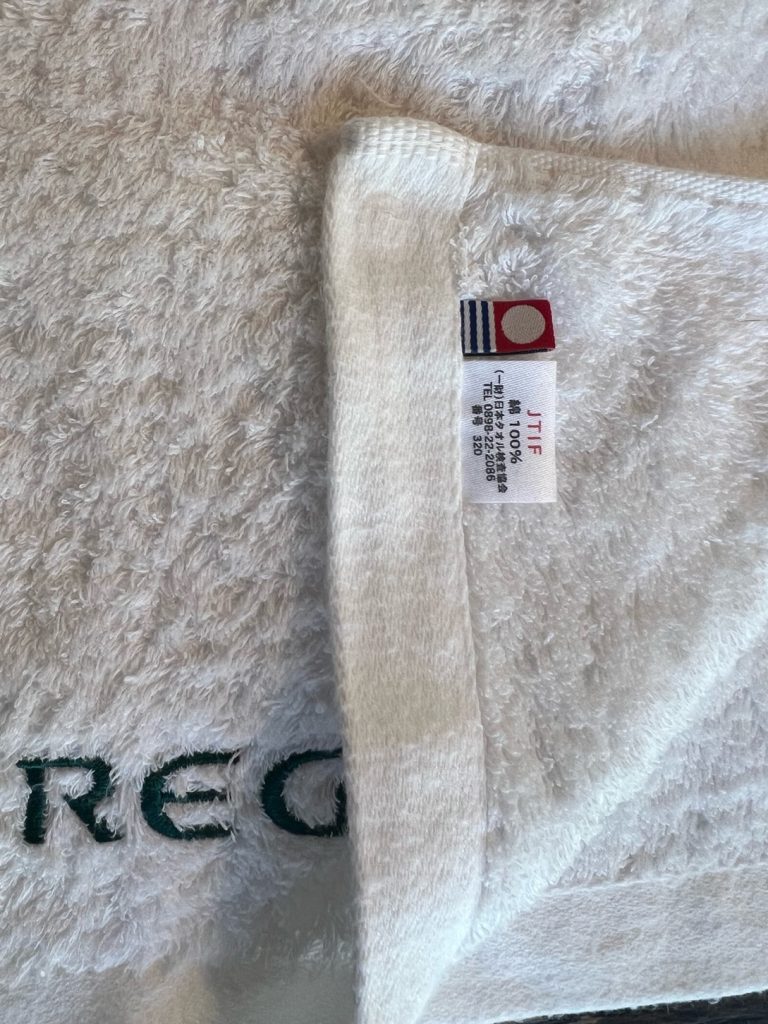 JTIF
綿 100%
(一財)日本タオル検査協会
TEL 0898-22-2086
番号 320
REG